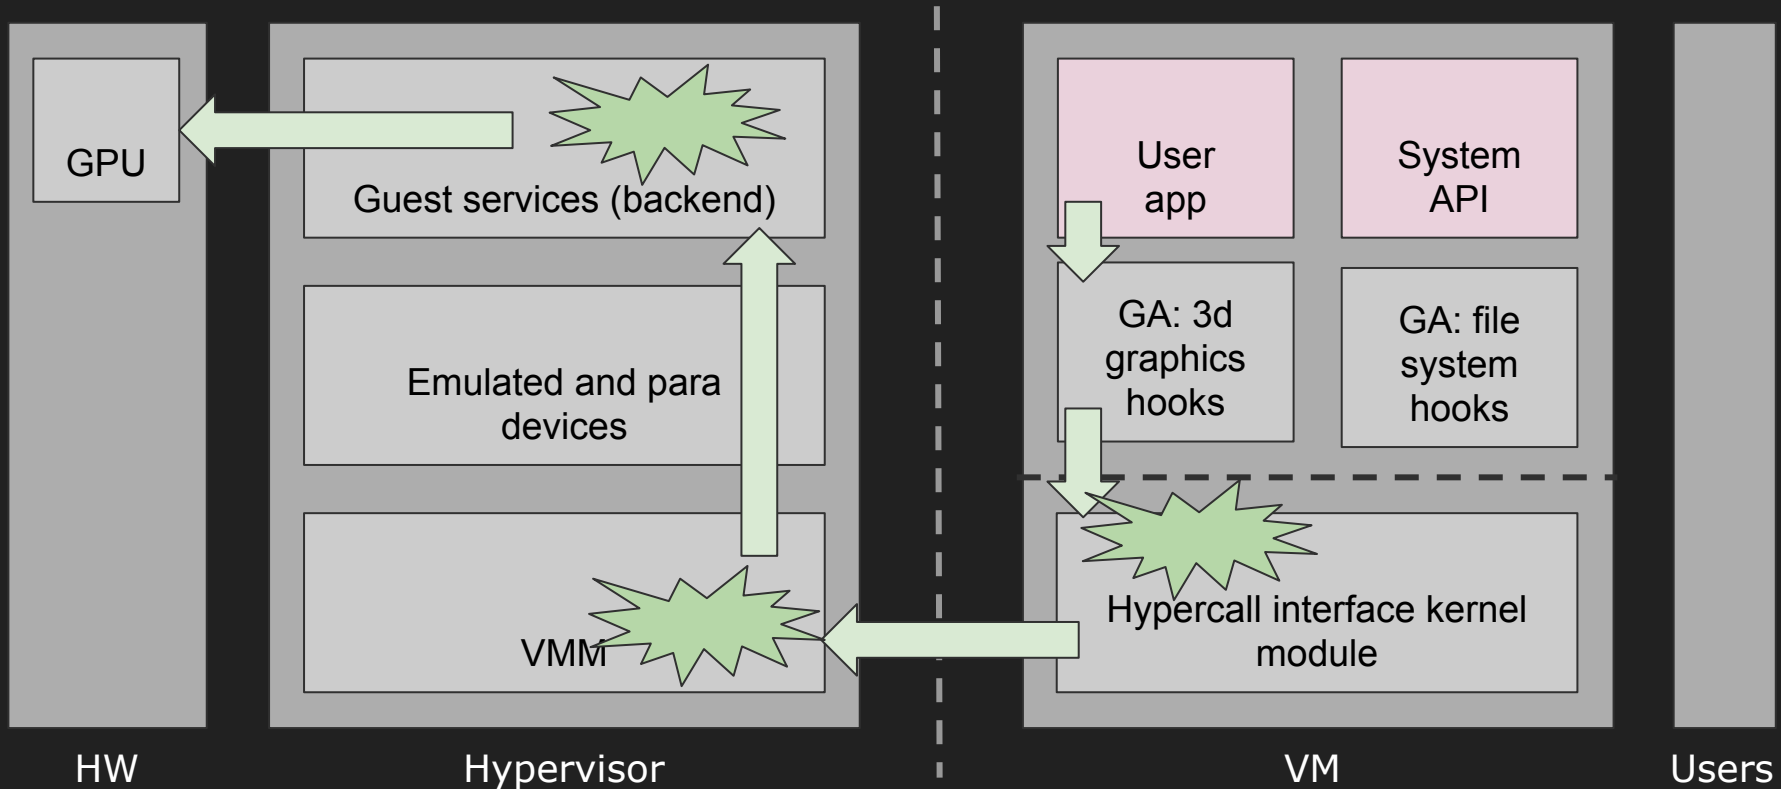 GPU
Guest services (backend)
Emulated and para
devices
VMM
User
app
System
API
GA: 3d
graphics
hooks
GA: file
system
hooks
Hypercall interface kernel
module
HW
Hypervisor
VM
Users